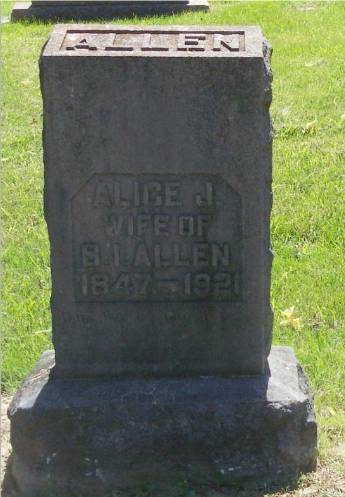 ALLEN
ALICE J.
WIFE OF
B.I. ALLEN
1847-1921